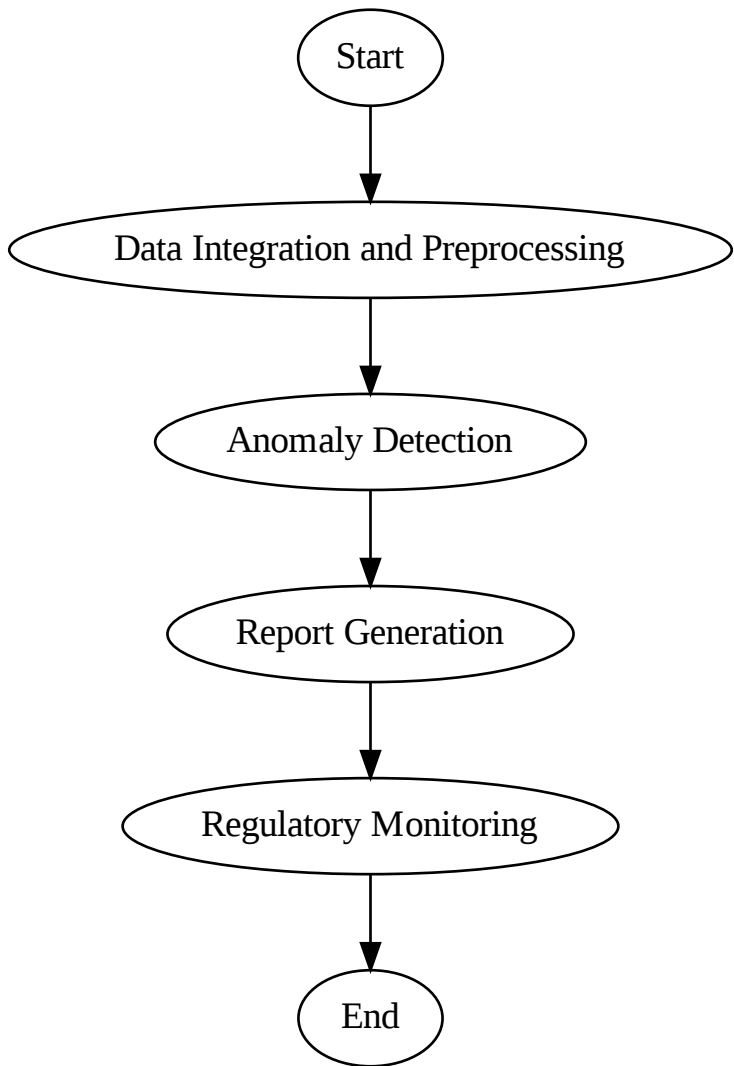 Start
Data Integration and Preprocessing
Anomaly Detection
Report Generation
Regulatory Monitoring
End